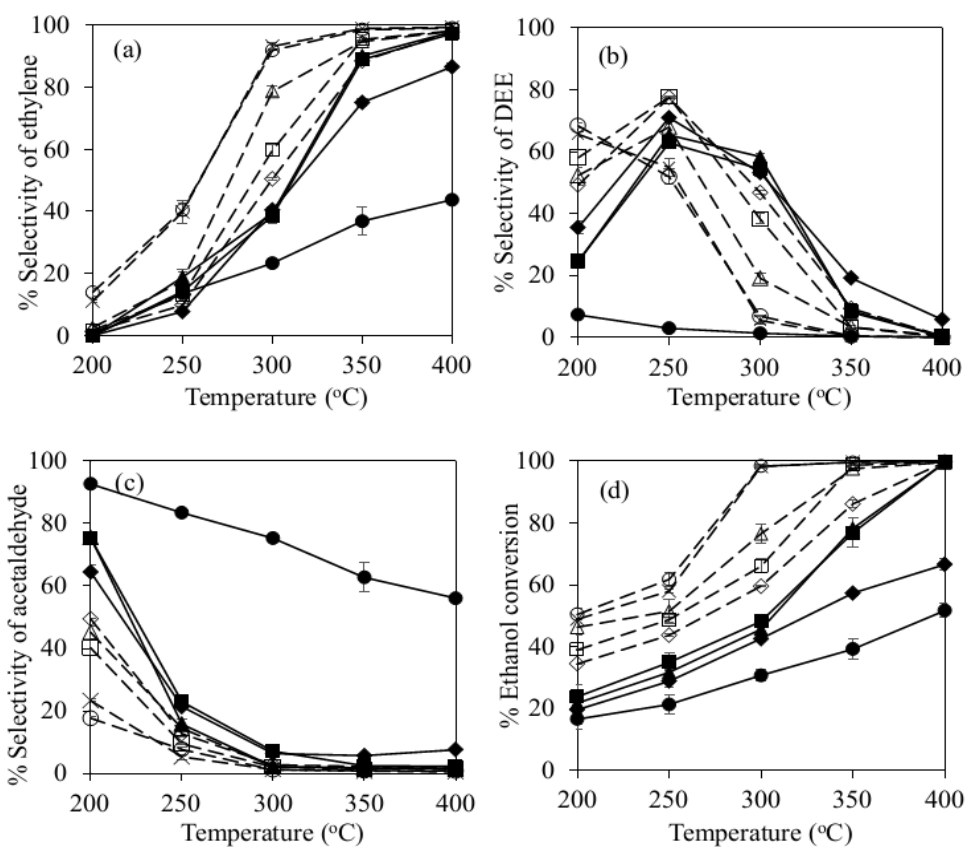 (a)
% Selectivity of ethylene
100
80
60
40
20
0
200 250 300 350 400
Temperature (°C)
(b)
% Selectivity of DEE
100
80
60
40
20
0
200 250 300 350 400
Temperature (°C)
(c)
% Selectivity of acetaldehyde
100
80
60
40
20
0
200 250 300 350 400
Temperature (°C)
(d)
% Ethanol conversion
100
80
60
40
20
0
200 250 300 350 400
Temperature (°C)